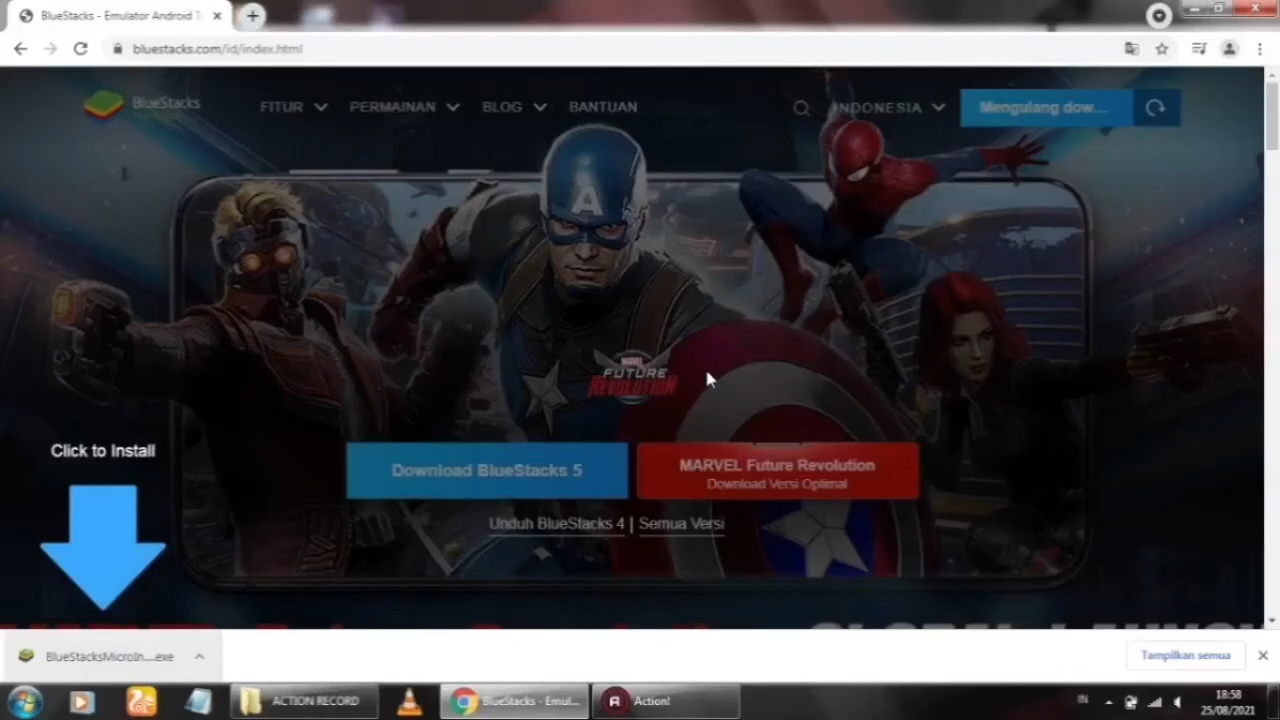 BlueStacks - Emulator Android T
bluestacks.com/id/index.html
BlueStacks
FITUR
PERMAINAN
BLOG
BANTUAN
INDONESIA
Mengulang dow...
A
MARVEL
FUTURE
REVOLUTION
Click to Install
Download BlueStacks 5
MARVEL Future Revolution
Download Versi Optimal
Unduh BlueStacks 4 | Semua Versi
BlueStacksMicroIn....exe
Tampilkan semua
ACTION RECORD
BlueStacks - Emul...
Action!
IN
18:58
25/08/2021